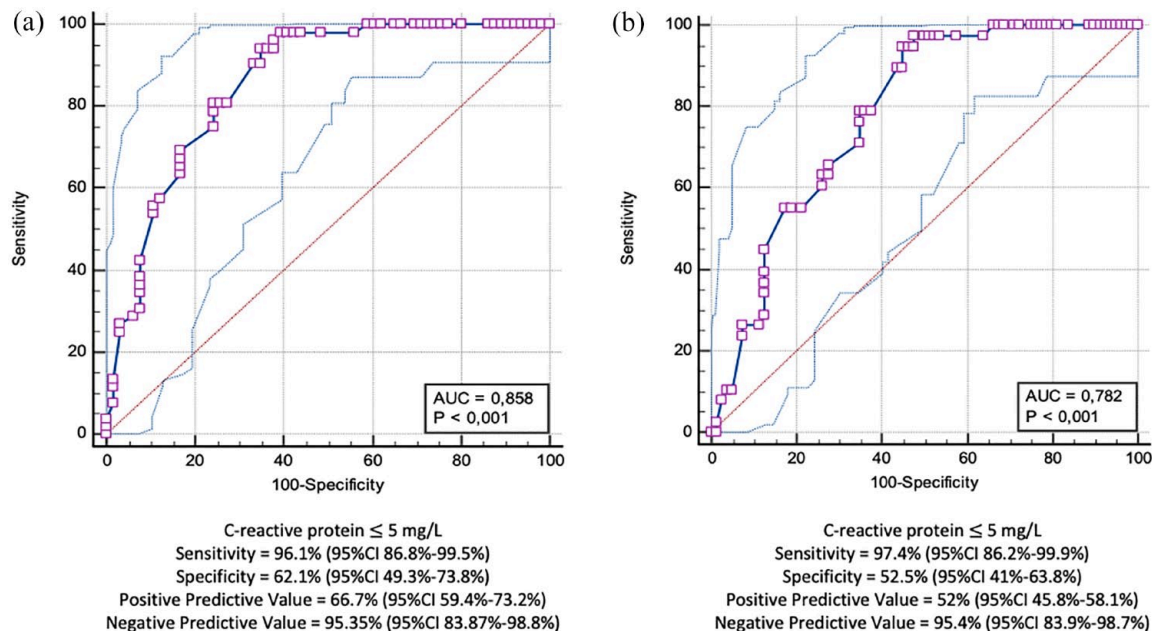 (a)
100
80
60
40
20
0
Sensitivity
AUC = 0,858
P < 0,001
0 20 40 60 80 100
100-Specificity
C-reactive protein ≤ 5 mg/L
Sensitivity = 96.1% (95%CI 86.8%-99.5%)
Specificity = 62.1% (95%CI 49.3%-73.8%)
Positive Predictive Value = 66.7% (95%CI 59.4%-73.2%)
Negative Predictive Value = 95.35% (95%CI 83.87%-98.8%)
(b)
100
80
60
40
20
0
Sensitivity
AUC = 0,782
P < 0,001
0 20 40 60 80 100
100-Specificity
C-reactive protein ≤ 5 mg/L
Sensitivity = 97.4% (95%CI 86.2%-99.9%)
Specificity = 52.5% (95%CI 41%-63.8%)
Positive Predictive Value = 52% (95%CI 45.8%-58.1%)
Negative Predictive Value = 95.4% (95%CI 83.9%-98.7%)